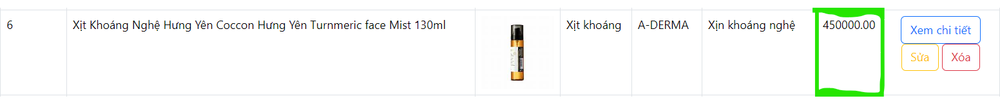 6
Xịt Khoáng Nghệ Hưng Yên Coccon Hưng Yên Turnmeric face Mist 130ml
Xịt khoáng
A-DERMA
Xịn khoáng nghệ
450000.00
Xem chi tiết
Sửa
Xóa